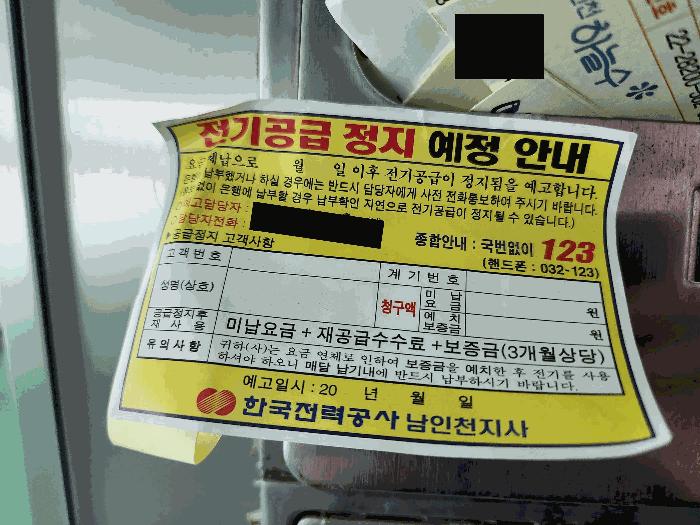 하늘수
전기공급 정지 예정 안내
요금체납으로 월 일 이후 전기공급이 정지됨을 예고합니다.
납부했거나 하실 경우에는 반드시 담당자에게 사전 전화통보하여 주시기 바랍니다.
없이 은행에 납부할 경우 납부확인 지연으로 전기공급이 정지될 수 있습니다.)
예고담당자 :
담당자전화 :
종합안내 : 국번없이 123
(핸드폰 : 032-123)
공급정지 고객사항
고객번호
계기번호
성명(상호)
청구액
미납요금
원
예치보증금
원
공급정지후 재사용
미납요금 + 재공급수수료 +보증금(3개월상당)
유의사항
귀하(사)는 요금 연체로 인하여 보증금을 예치한 후 전기를 사용
하셔야 하오니 매달 납기내에 반드시 납부하시기 바랍니다.
예고일시 : 20 년 월 일
한국전력공사 남인천지사